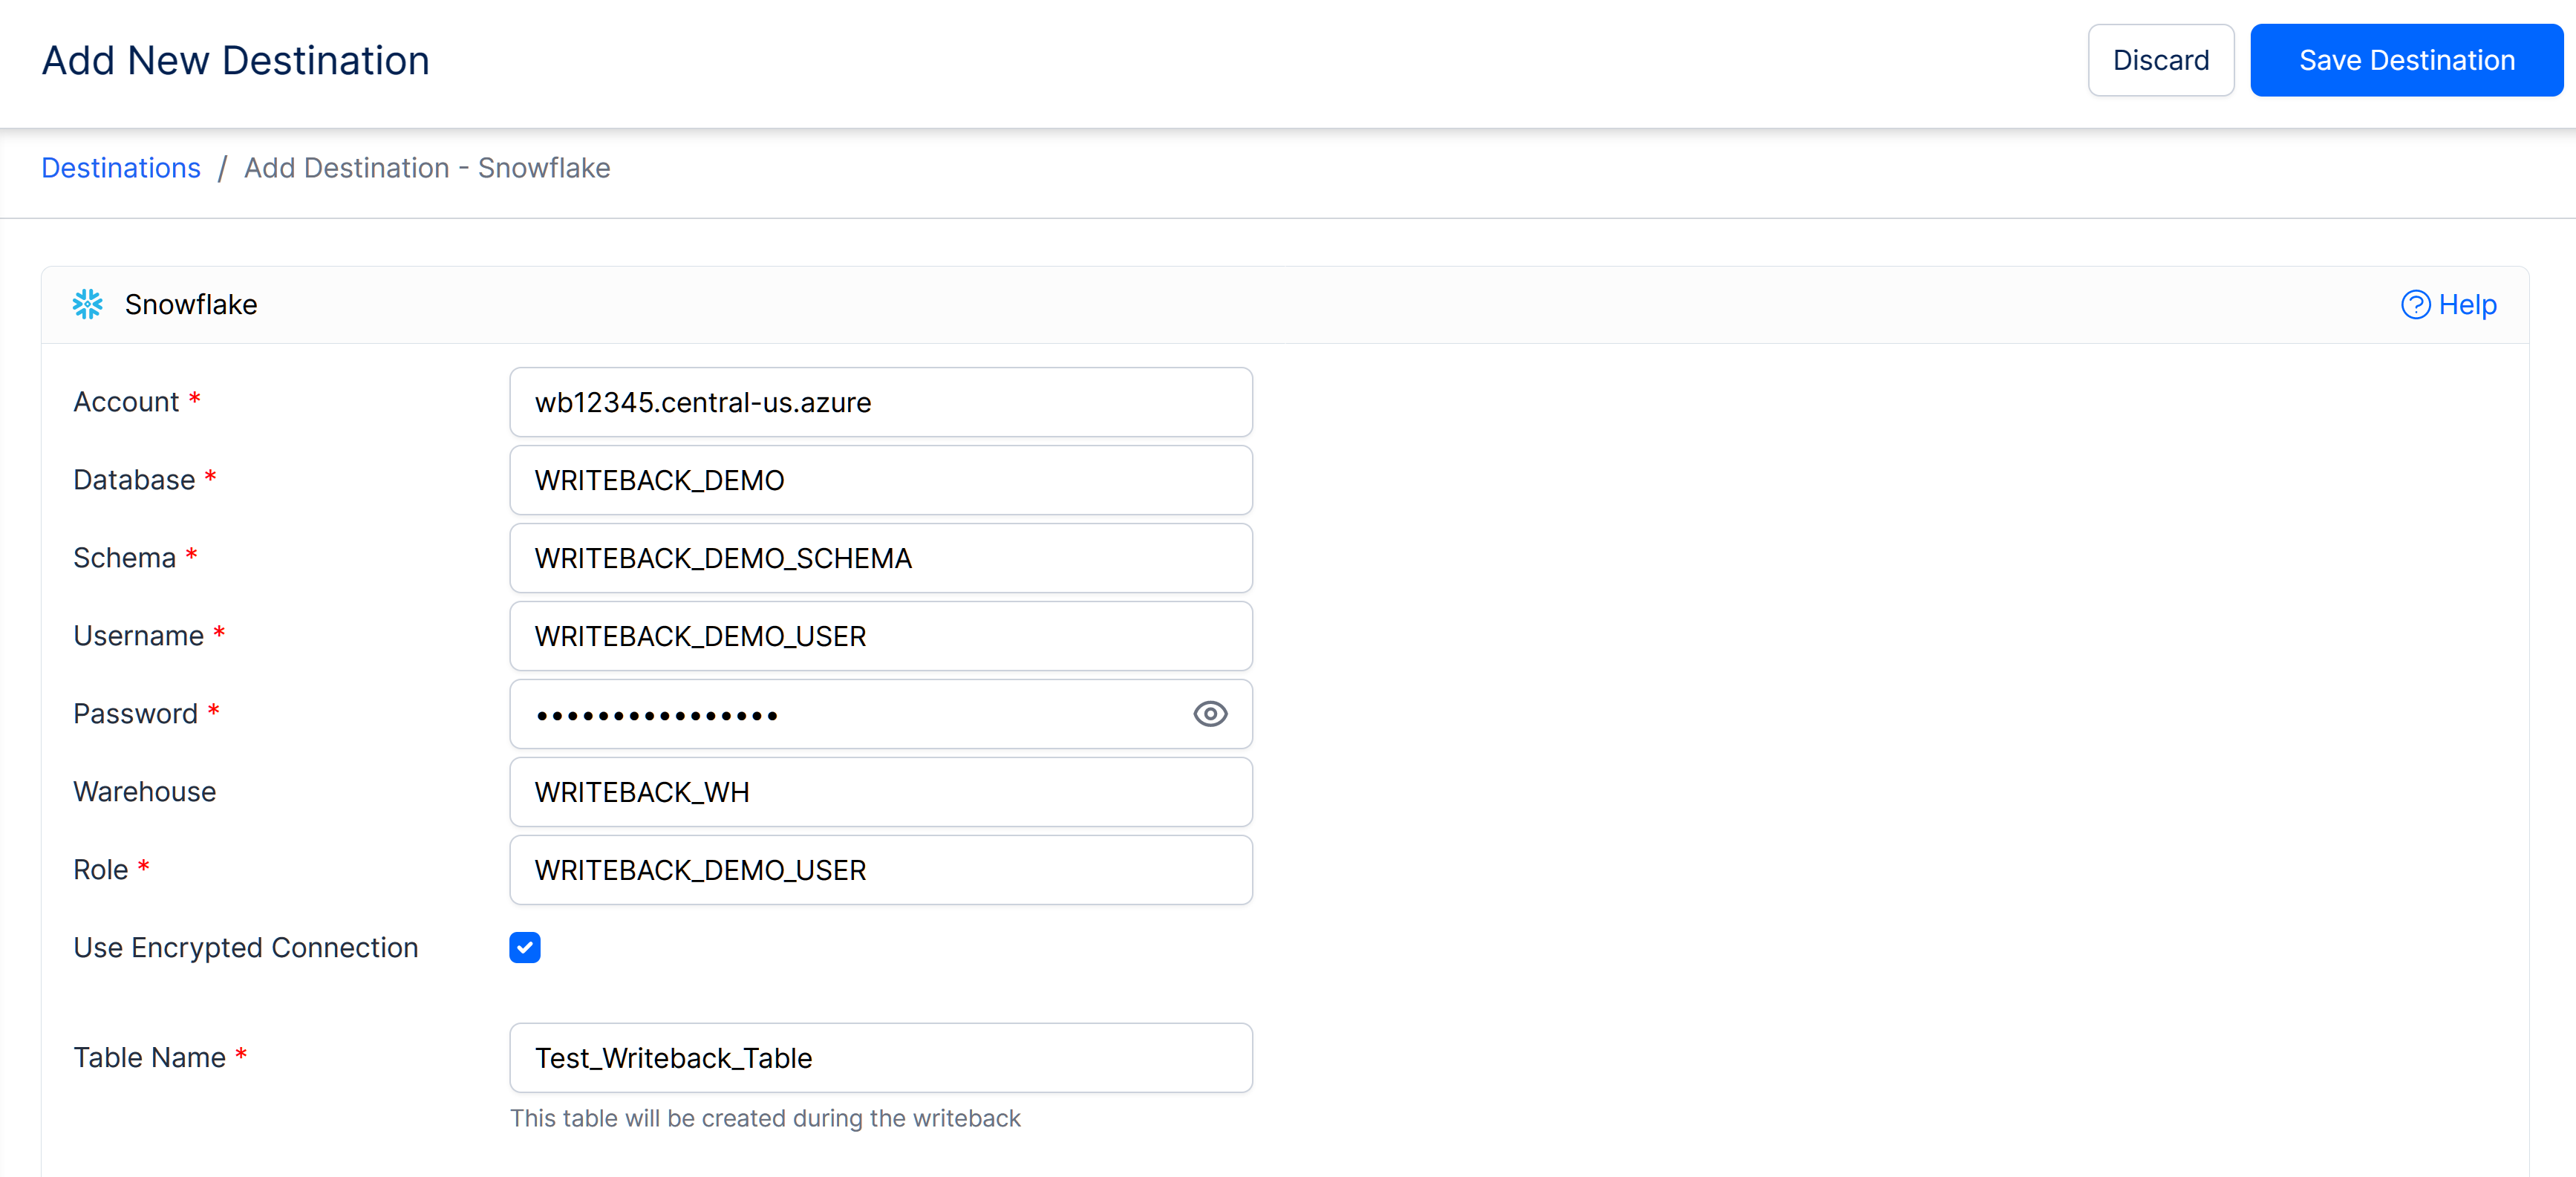 Add New Destination
Discard
Save Destination
Destinations / Add Destination - Snowflake
Snowflake
Help
Account * wb12345.central-us.azure
Database * WRITEBACK_DEMO
Schema * WRITEBACK_DEMO_SCHEMA
Username * WRITEBACK_DEMO_USER
Password * ••••••••••••••••
Warehouse WRITEBACK_WH
Role * WRITEBACK_DEMO_USER
Use Encrypted Connection
Table Name * Test_Writeback_Table
This table will be created during the writeback